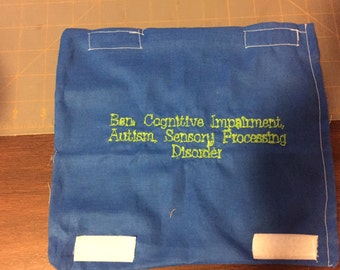 Ben. Cognitive Impairment,
Autism, Sensory Processing
Disorder